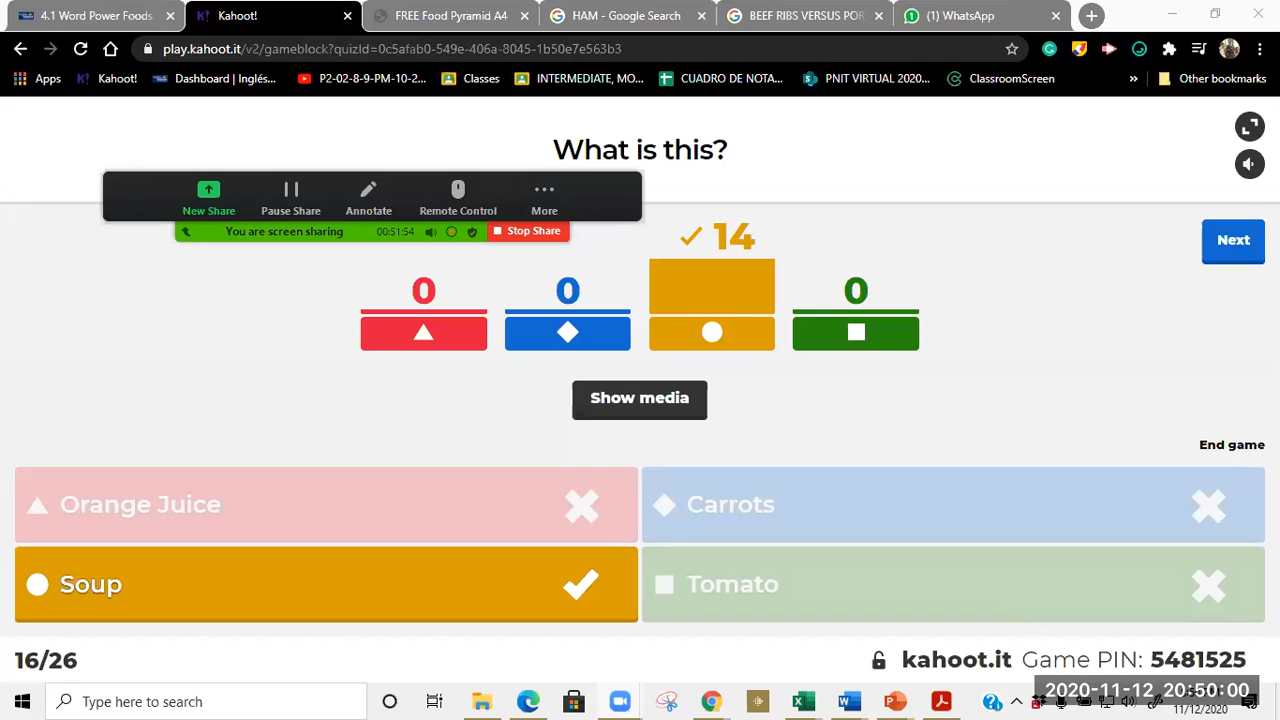 4.1 Word Power Foods.
Kahoot!
FREE Food Pyramid A4
HAM - Google Search
BEEF RIBS VERSUS POR
(1) WhatsApp
play.kahoot.it/v2/gameblock?quizId=0c5afab0-549e-406a-8045-1b50e7e563b3
Apps
Kahoot!
Dashboard | Inglés...
P2-02-8-9-PM-10-2...
Classes
INTERMEDIATE, MO...
CUADRO DE NOTA...
PNIT VIRTUAL 2020...
ClassroomScreen
Other bookmarks
What is this?
New Share
Pause Share
Annotate
Remote Control
More
You are screen sharing
00:51:54
Stop Share
Next
0
0
14
0
Show media
End game
Orange Juice
Carrots
Soup
Tomato
16/26
kahoot.it Game PIN: 5481525
Type here to search
2020-11-12 20:50:00
11/12/2020